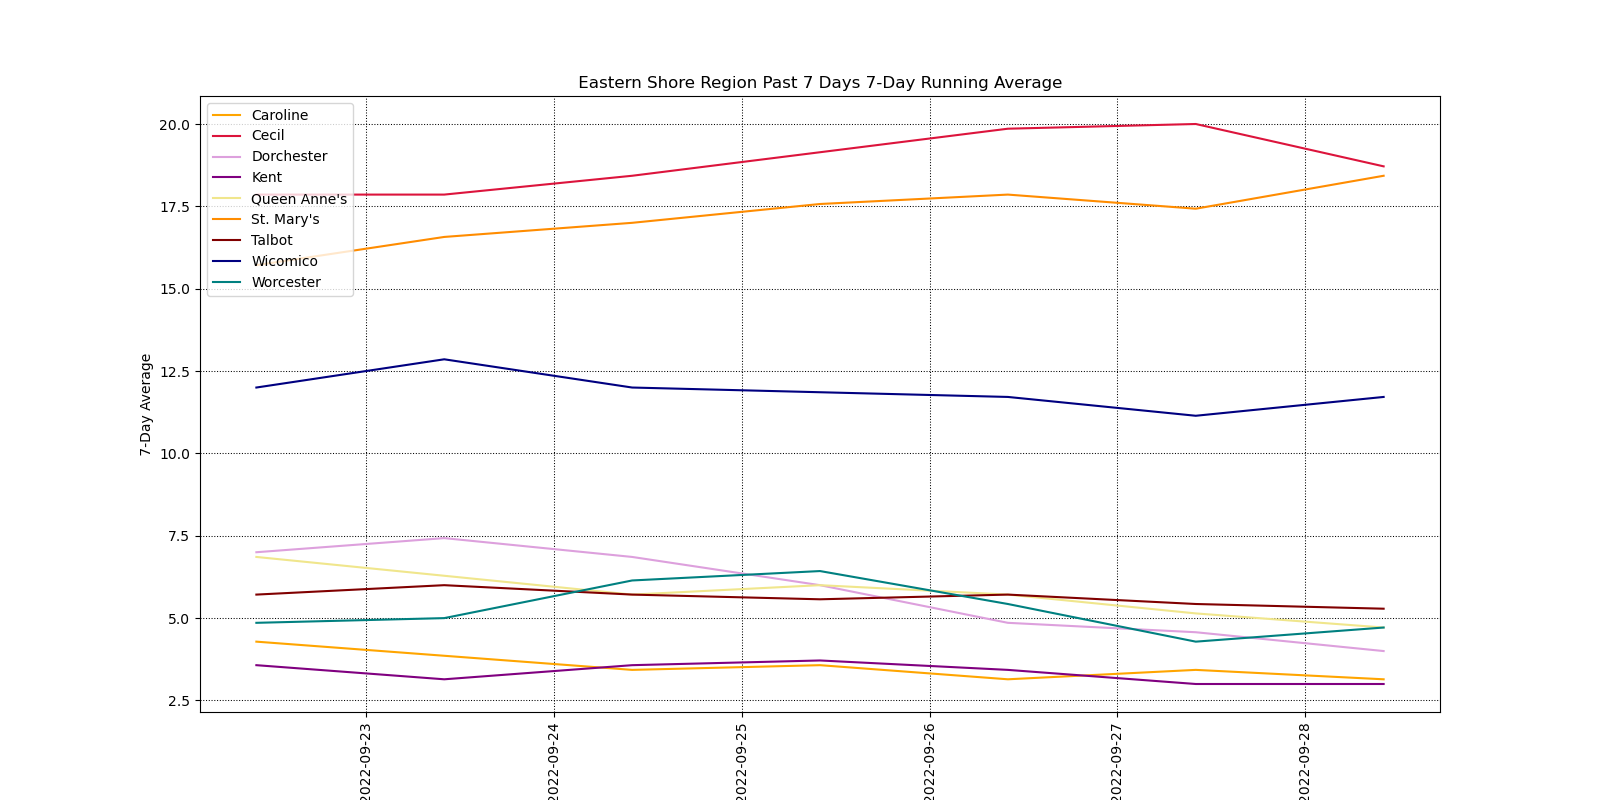 Eastern Shore Region Past 7 Days 7-Day Running Average
Caroline
Cecil
Dorchester
Kent
Queen Anne's
St. Mary's
Talbot
Wicomico
Worcester
20.0
17.5
15.0
12.5
10.0
7.5
5.0
2.5
7-Day Average
2022-09-23
2022-09-24
2022-09-25
2022-09-26
2022-09-27
2022-09-28